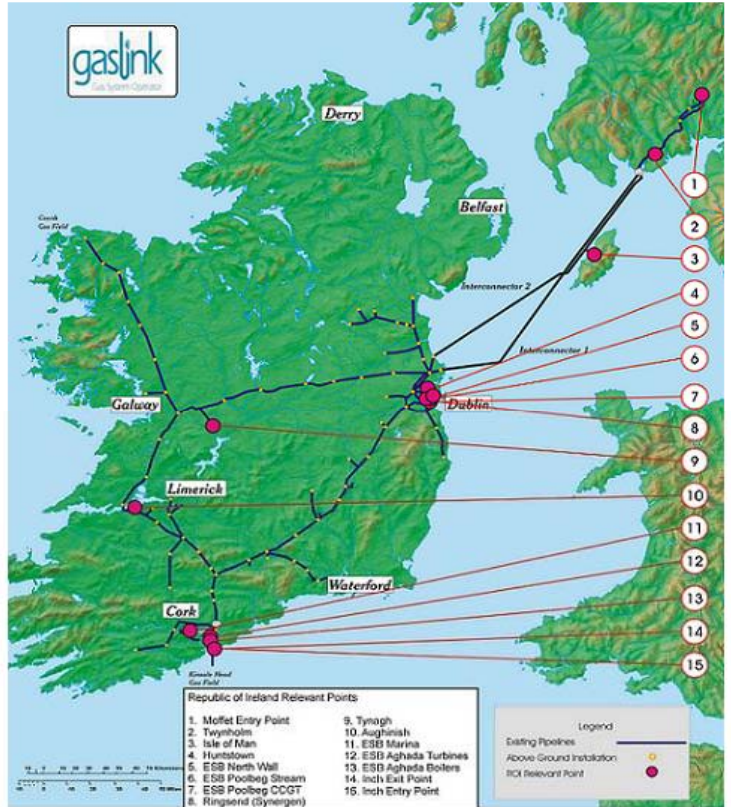 gaslink
Gas System Operator
Derry
Belfast
Corrib
Gas Field
Interconnector 2
Interconnector 1
Galway
Dublin
Limerick
Waterford
Cork
Kinsale Head
Gas Field
1
2
3
4
5
6
7
8
9
10
11
12
13
14
15
Republic of Ireland Relevant Points
1. Moffet Entry Point
2. Twynholm
3. Isle of Man
4. Huntstown
5. ESB North Wall
6. ESB Poolbeg Stream
7. ESB Poolbeg CCGT
8. Ringsend (Synergen)
9. Tynagh
10. Aughinish
11. ESB Marina
12. ESB Aghada Turbines
13. ESB Aghada Boilers
14. Inch Exit Point
15. Inch Entry Point
Legend
Existing Pipelines
Above Ground Installation
ROI Relevant Point